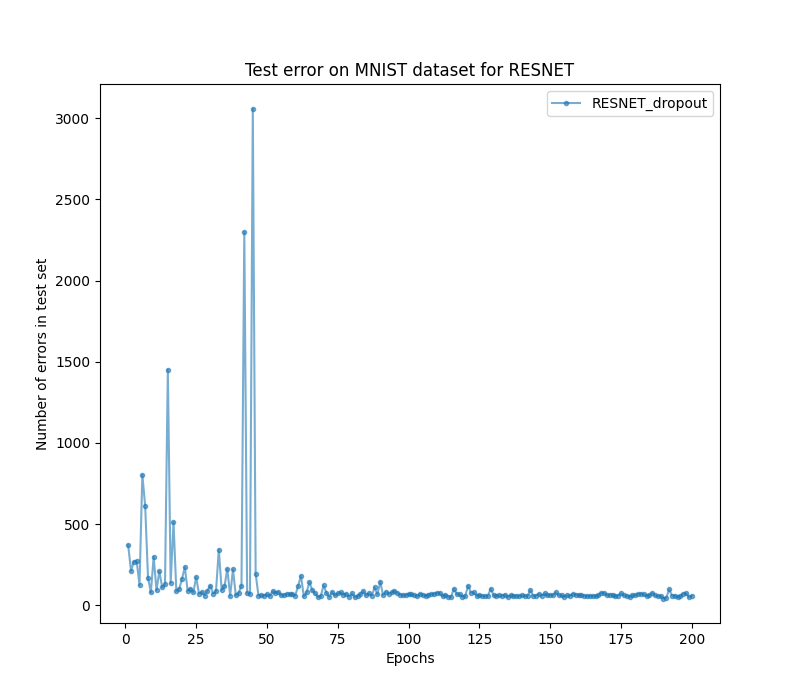 Test error on MNIST dataset for RESNET
RESNET_dropout
3000
2500
2000
1500
1000
500
0
Number of errors in test set
0 25 50 75 100 125 150 175 200
Epochs